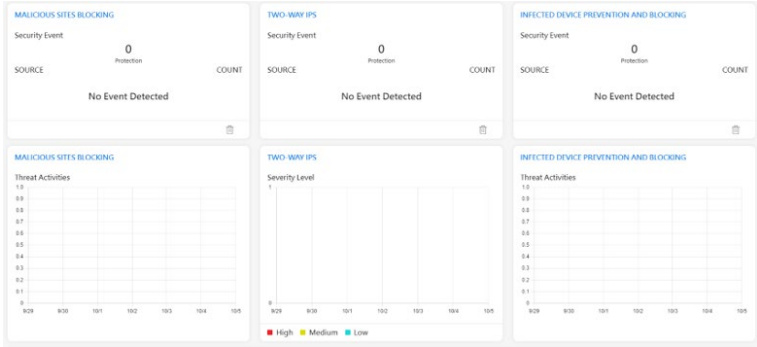 MALICIOUS SITES BLOCKING
Security Event
0
Protection
SOURCE COUNT
No Event Detected
TWO-WAY IPS
Security Event
0
Protection
SOURCE COUNT
No Event Detected
INFECTED DEVICE PREVENTION AND BLOCKING
Security Event
0
Protection
SOURCE COUNT
No Event Detected
MALICIOUS SITES BLOCKING
Threat Activities
1.0
0.9
0.8
0.7
0.6
0.5
0.4
0.3
0.2
0.1
0
9/29 9/30 10/1 10/2 10/3 10/4 10/5
TWO-WAY IPS
Severity Level
1
0
9/29 9/30 10/1 10/2 10/3 10/4 10/5
High Medium Low
INFECTED DEVICE PREVENTION AND BLOCKING
Threat Activities
1.0
0.9
0.8
0.7
0.6
0.5
0.4
0.3
0.2
0.1
0
9/29 9/30 10/1 10/2 10/3 10/4 10/5